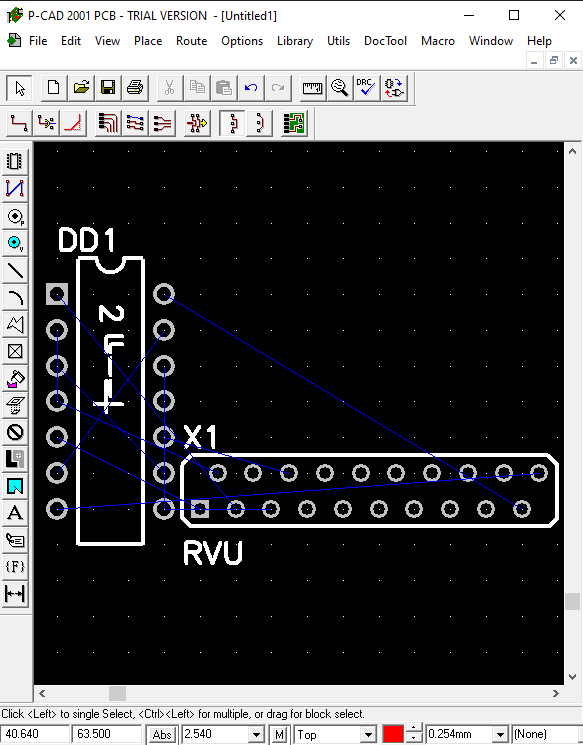 P-CAD 2001 PCB - TRIAL VERSION - [Untitled1]
File Edit View Place Route Options Library Utils DocTool Macro Window Help
DRC
P
V
A
{F}
DD1
X1
RVU
Click <Left> to single Select, <Ctrl><Left> for multiple, or drag for block select.
40.640 63.500 Abs 2.540 M Top 0.254mm (None)